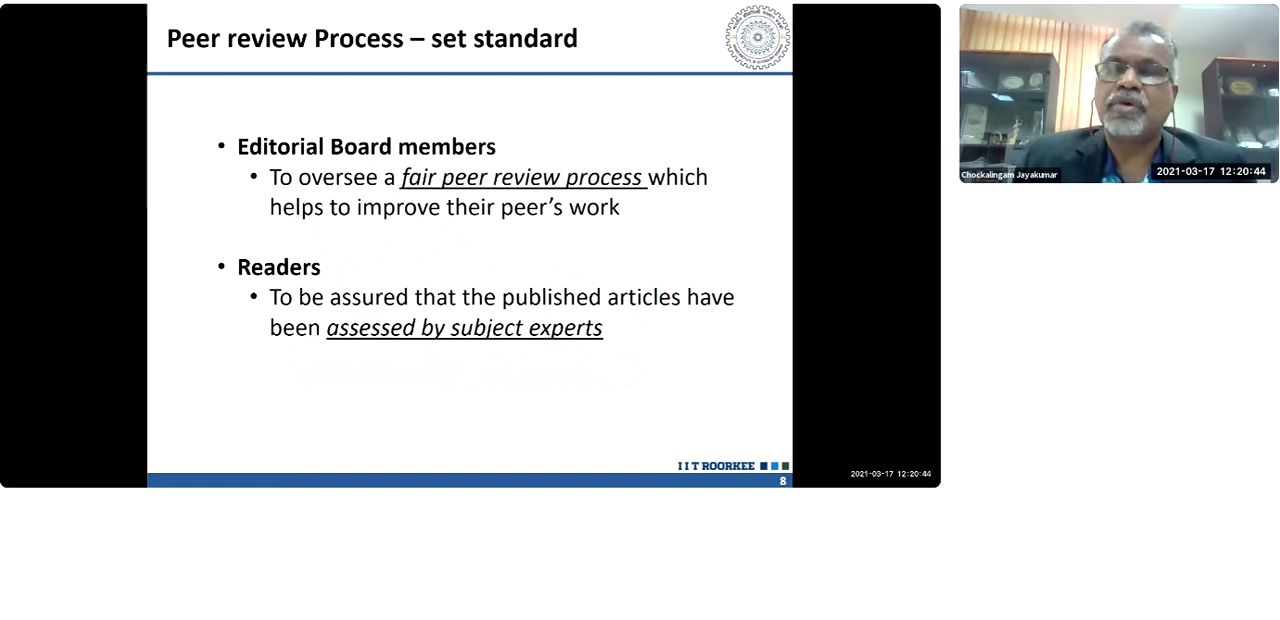 Peer review Process – set standard
• Editorial Board members
• To oversee a fair peer review process which
helps to improve their peer's work
• Readers
• To be assured that the published articles have
been assessed by subject experts
IIT ROORKEE
8
2021-03-17 12:20:44
Chockalingam Jayakumar
2021-03-17 12:20:44